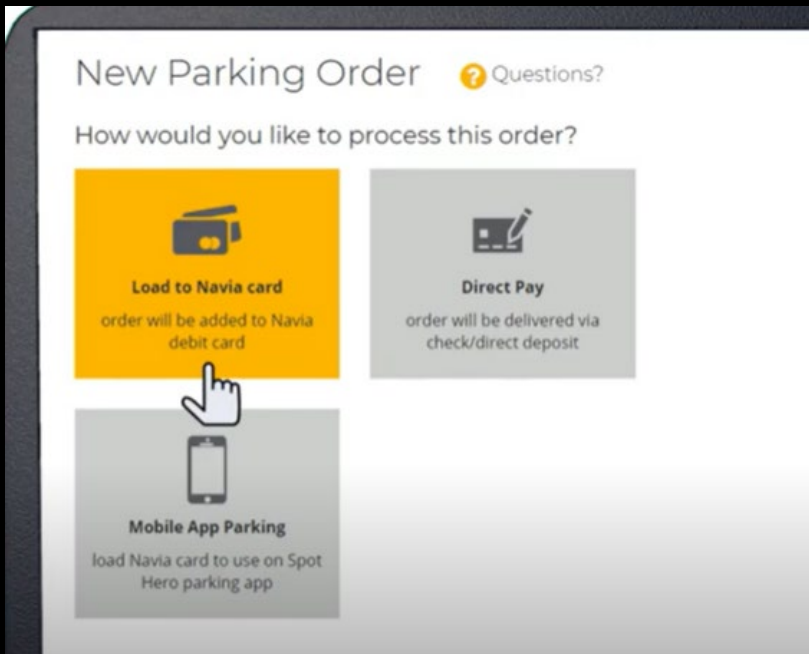 New Parking Order
? Questions?
How would you like to process this order?
Load to Navia card
order will be added to Navia
debit card
Direct Pay
order will be delivered via
check/direct deposit
Mobile App Parking
load Navia card to use on Spot
Hero parking app